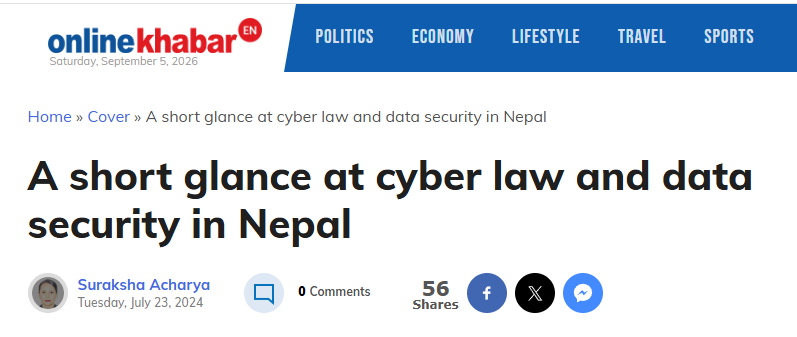 onlinekhabar EN
Saturday, September 5, 2026
POLITICS ECONOMY LIFESTYLE TRAVEL SPORTS
Home » Cover » A short glance at cyber law and data security in Nepal
A short glance at cyber law and data
security in Nepal
Suraksha Acharya
Tuesday, July 23, 2024
0 Comments
56
Shares